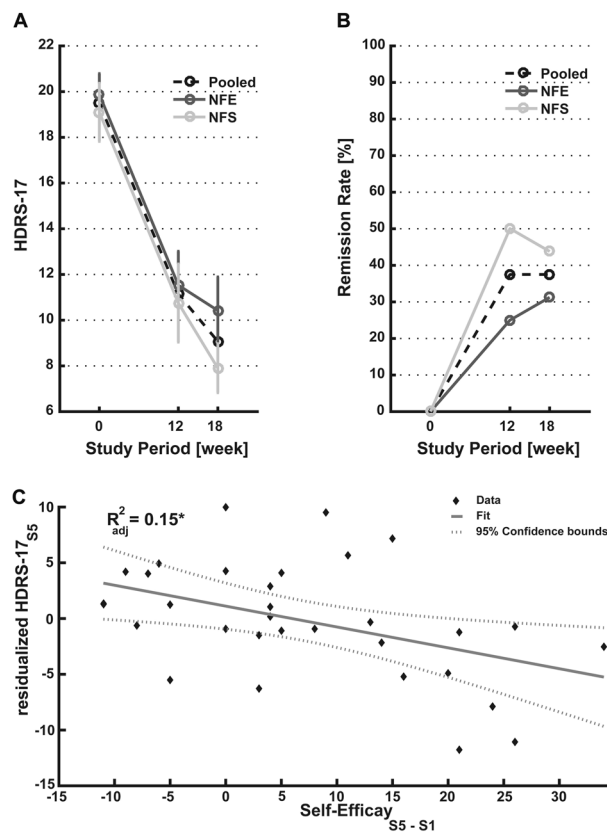 A
B
22
20
18
16
14
12
10
8
6
HDRS-17
Pooled
NFE
NFS
0
12
18
Study Period [week]
100
90
80
70
60
50
40
30
20
10
0
Remission Rate [%]
Pooled
NFE
NFS
0
12
18
Study Period [week]
C
10
5
0
-5
-10
-15
residualized HDRS-17 S5
R²adj = 0.15*
Data
Fit
95% Confidence bounds
-15
-10
-5
0
5
10
15
20
25
30
Self-Efficay S5 - S1